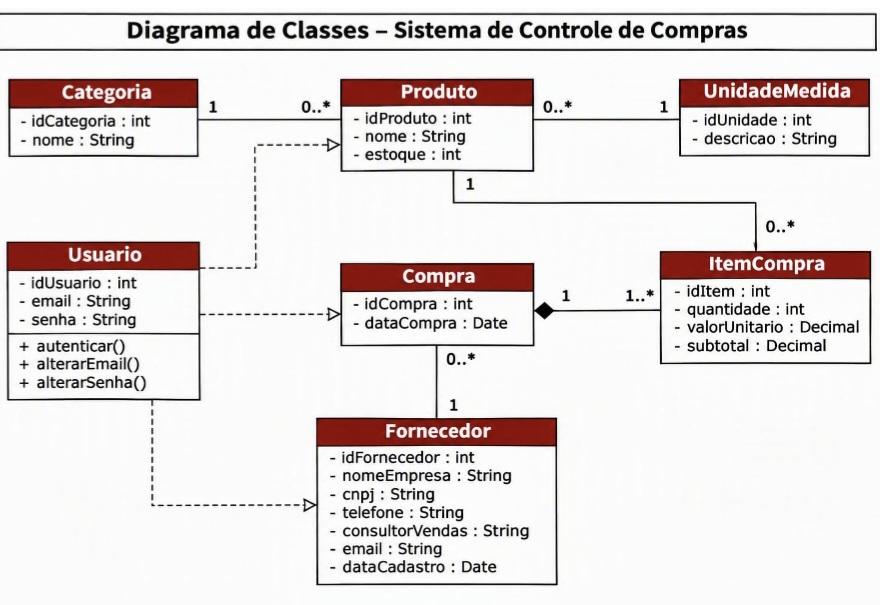 Diagrama de Classes – Sistema de Controle de Compras
Categoria
- idCategoria : int
- nome : String
1
0..*
Produto
- idProduto : int
- nome : String
- estoque : int
0..*
1
UnidadeMedida
- idUnidade : int
- descricao : String
1
0..*
Usuario
- idUsuario : int
- email : String
- senha : String
+ autenticar()
+ alterarEmail()
+ alterarSenha()
Compra
- idCompra : int
- dataCompra : Date
1
1..*
ItemCompra
- idItem : int
- quantidade : int
- valorUnitario : Decimal
- subtotal : Decimal
0..*
1
Fornecedor
- idFornecedor : int
- nomeEmpresa : String
- cnpj : String
- telefone : String
- consultorVendas : String
- email : String
- dataCadastro : Date